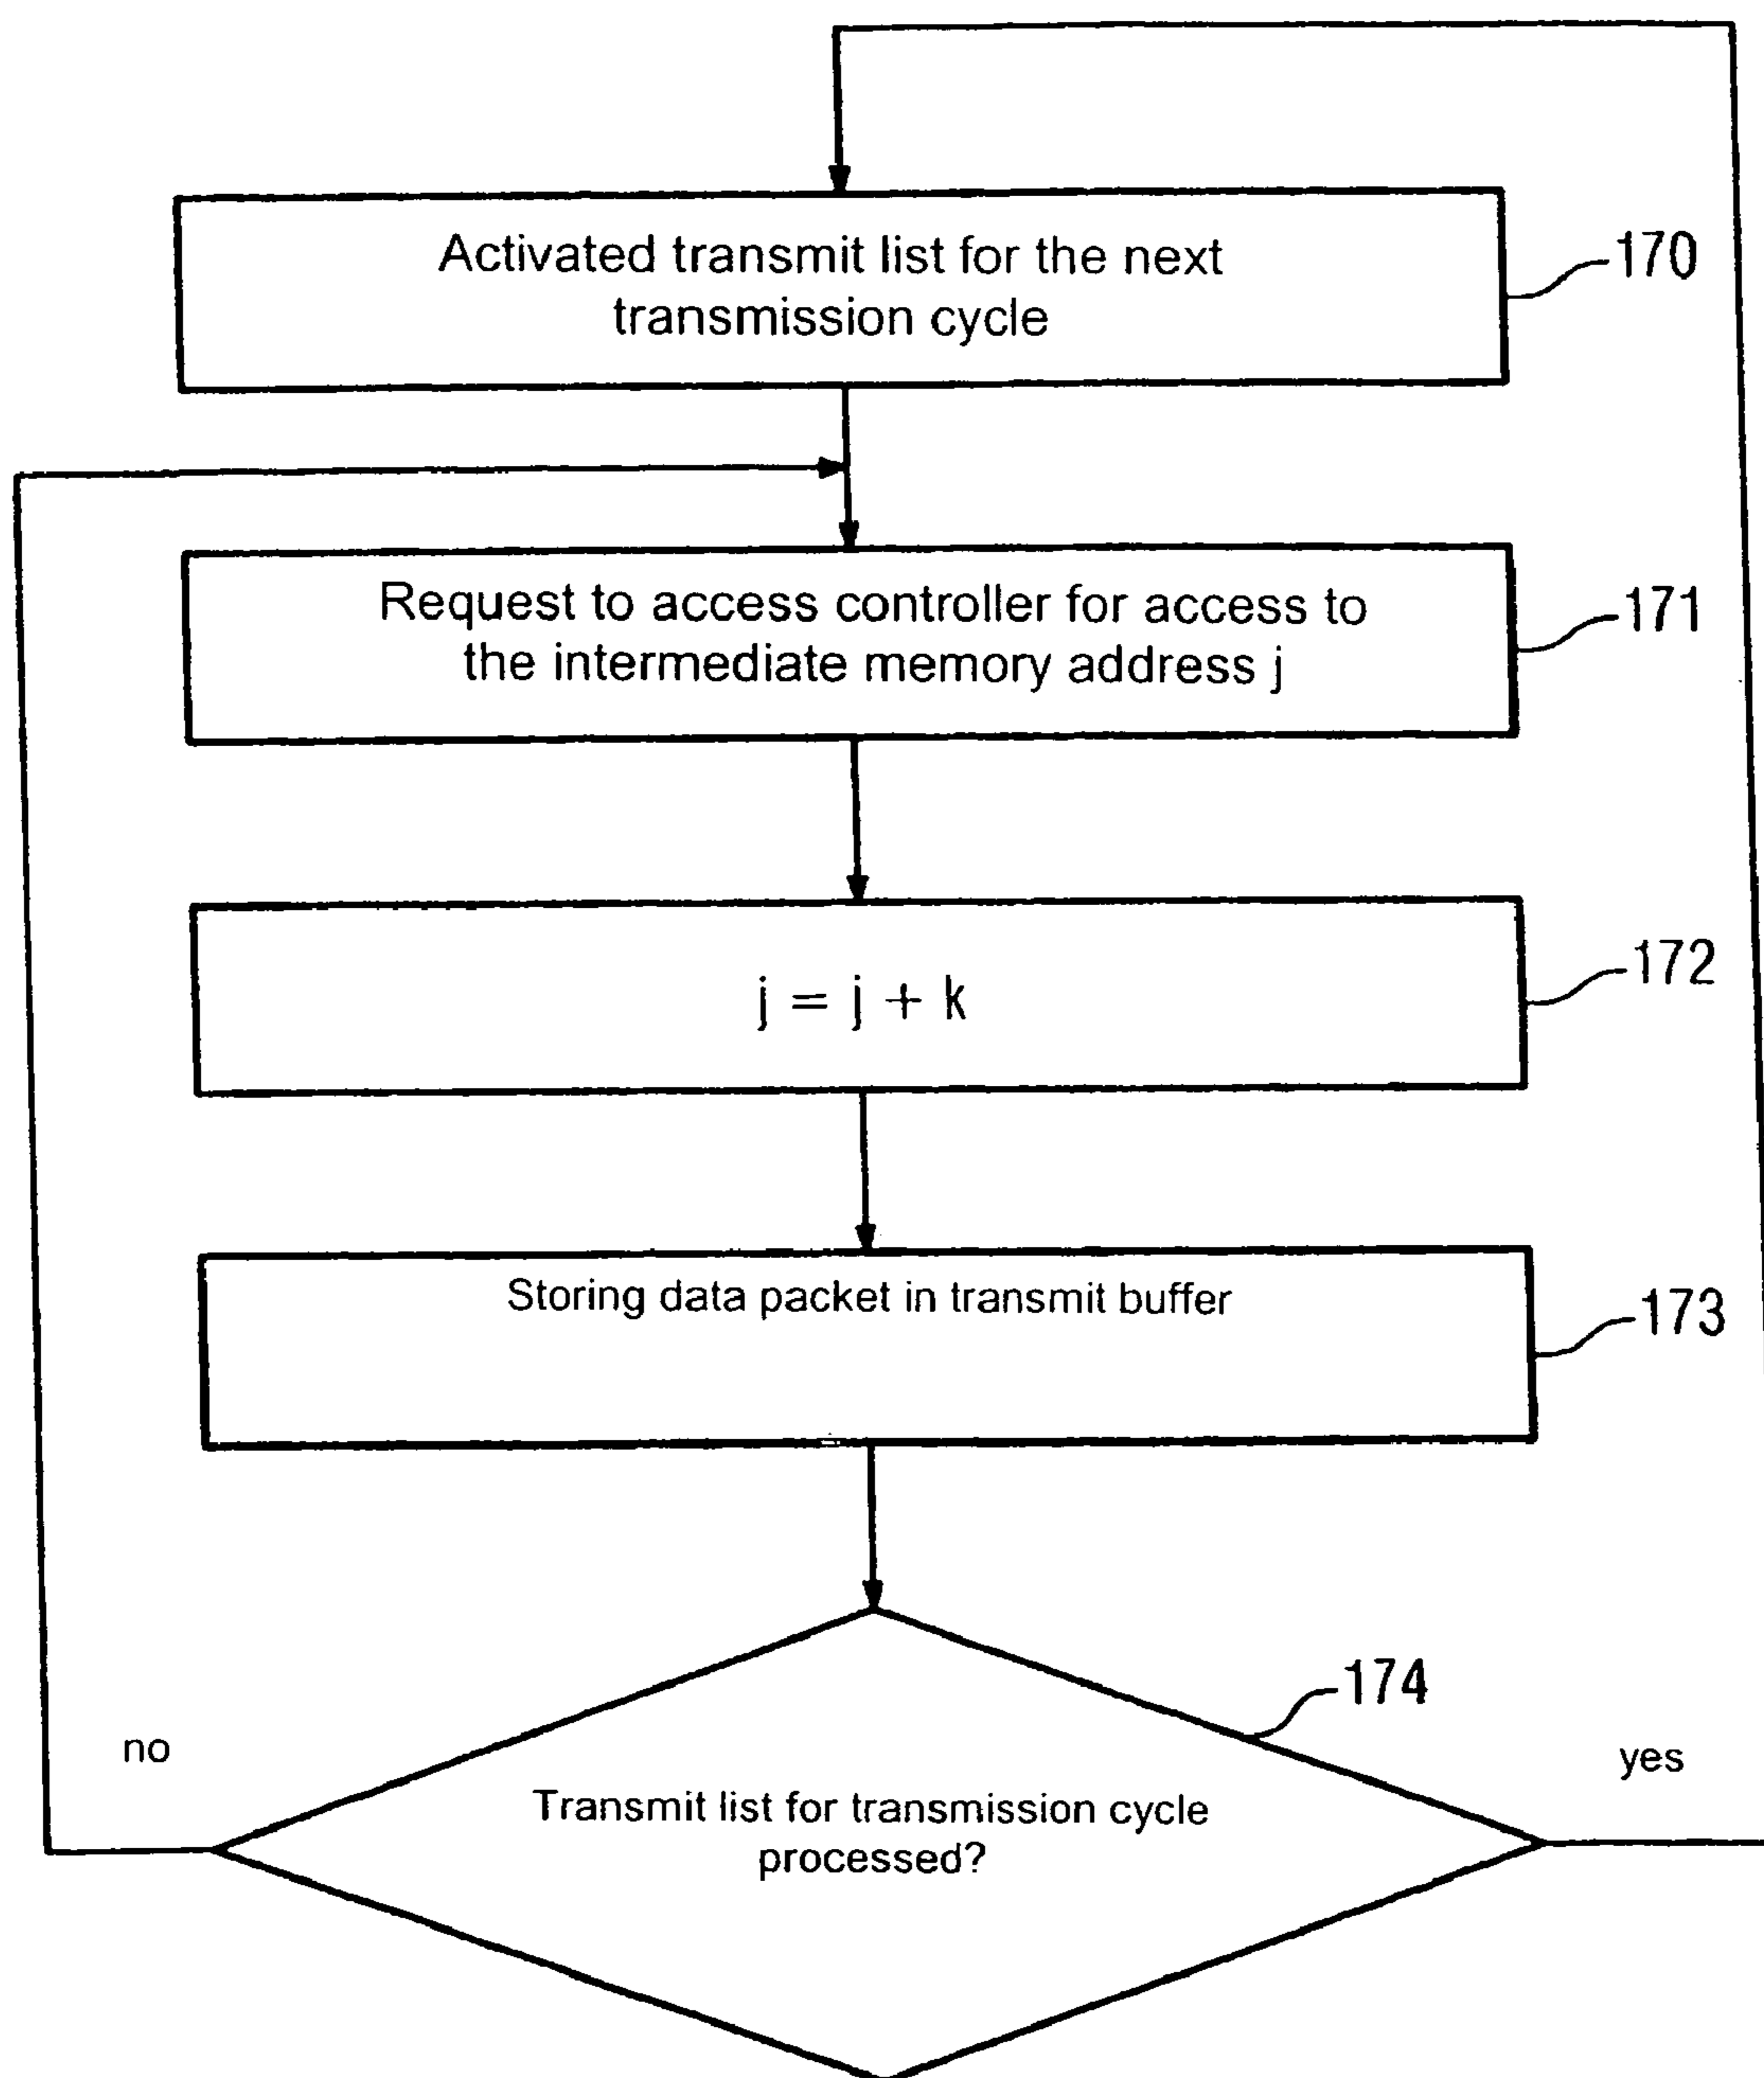 Activated transmit list for the next
transmission cycle
170
Request to access controller for access to
the intermediate memory address j
171
j = j + k
172
Storing data packet in transmit buffer
173
174
no
yes
Transmit list for transmission cycle
processed?